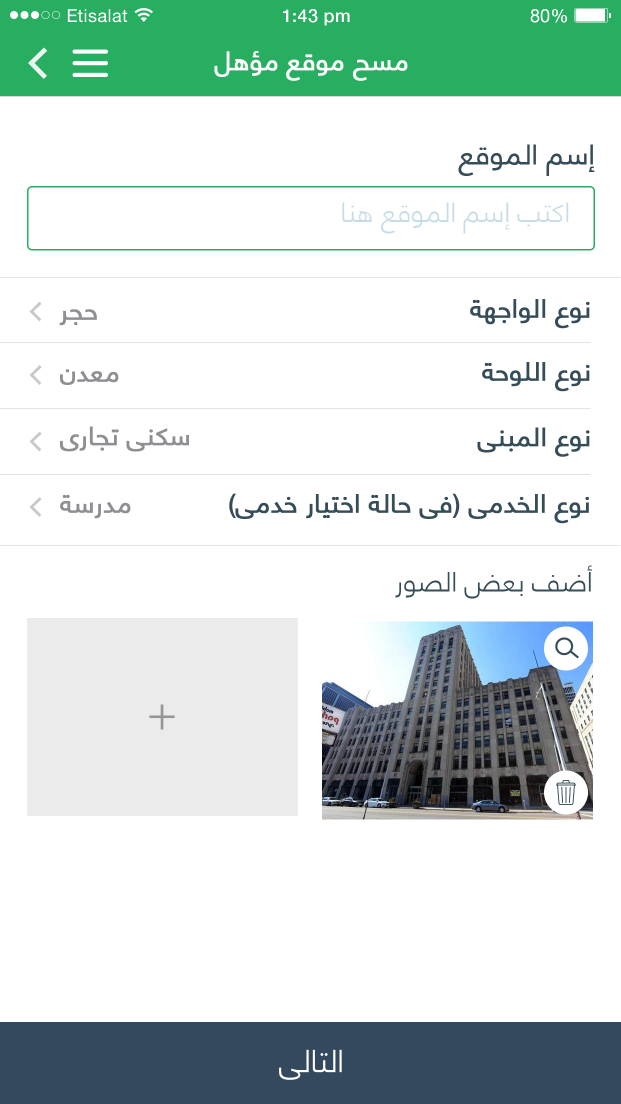 Etisalat 1:43 pm 80%
مسح موقع مؤهل
إسم الموقع
اكتب إسم الموقع هنا
نوع الواجهة حجر
نوع اللوحة معدن
نوع المبنى سكنى تجارى
نوع الخدمى (فى حالة اختيار خدمى) مدرسة
أضف بعض الصور
التالى